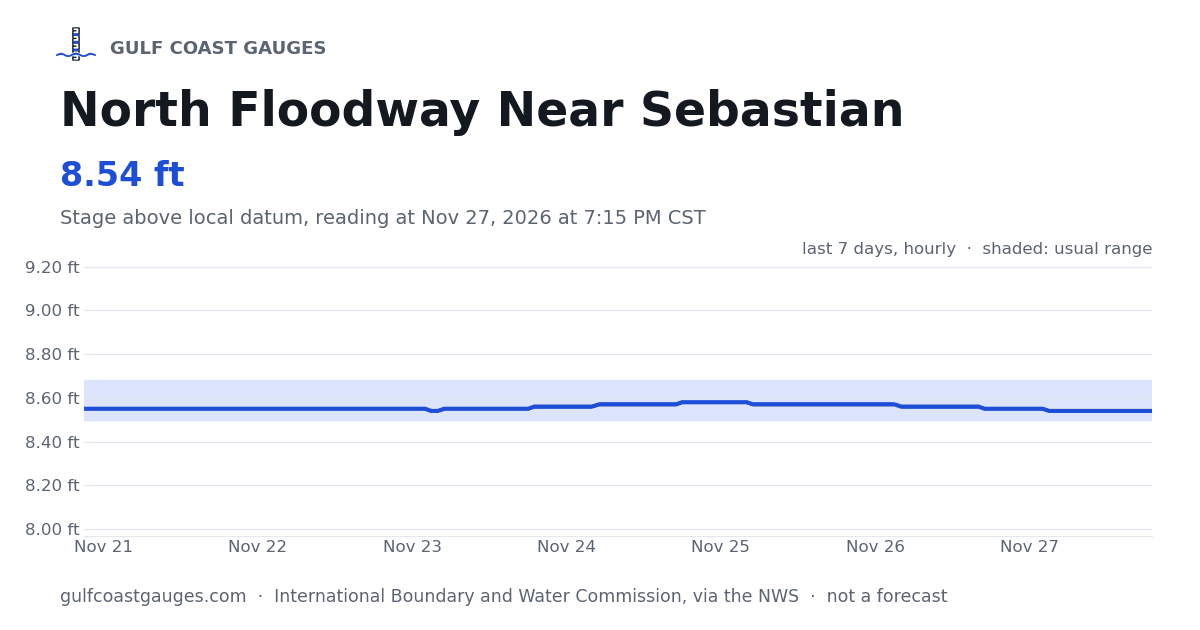 GULF COAST GAUGES
North Floodway Near Sebastian
8.54 ft
Stage above local datum, reading at Nov 27, 2026 at 7:15 PM CST
last 7 days, hourly · shaded: usual range
9.20 ft
9.00 ft
8.80 ft
8.60 ft
8.40 ft
8.20 ft
8.00 ft
Nov 21 Nov 22 Nov 23 Nov 24 Nov 25 Nov 26 Nov 27
gulfcoastgauges.com · International Boundary and Water Commission, via the NWS · not a forecast